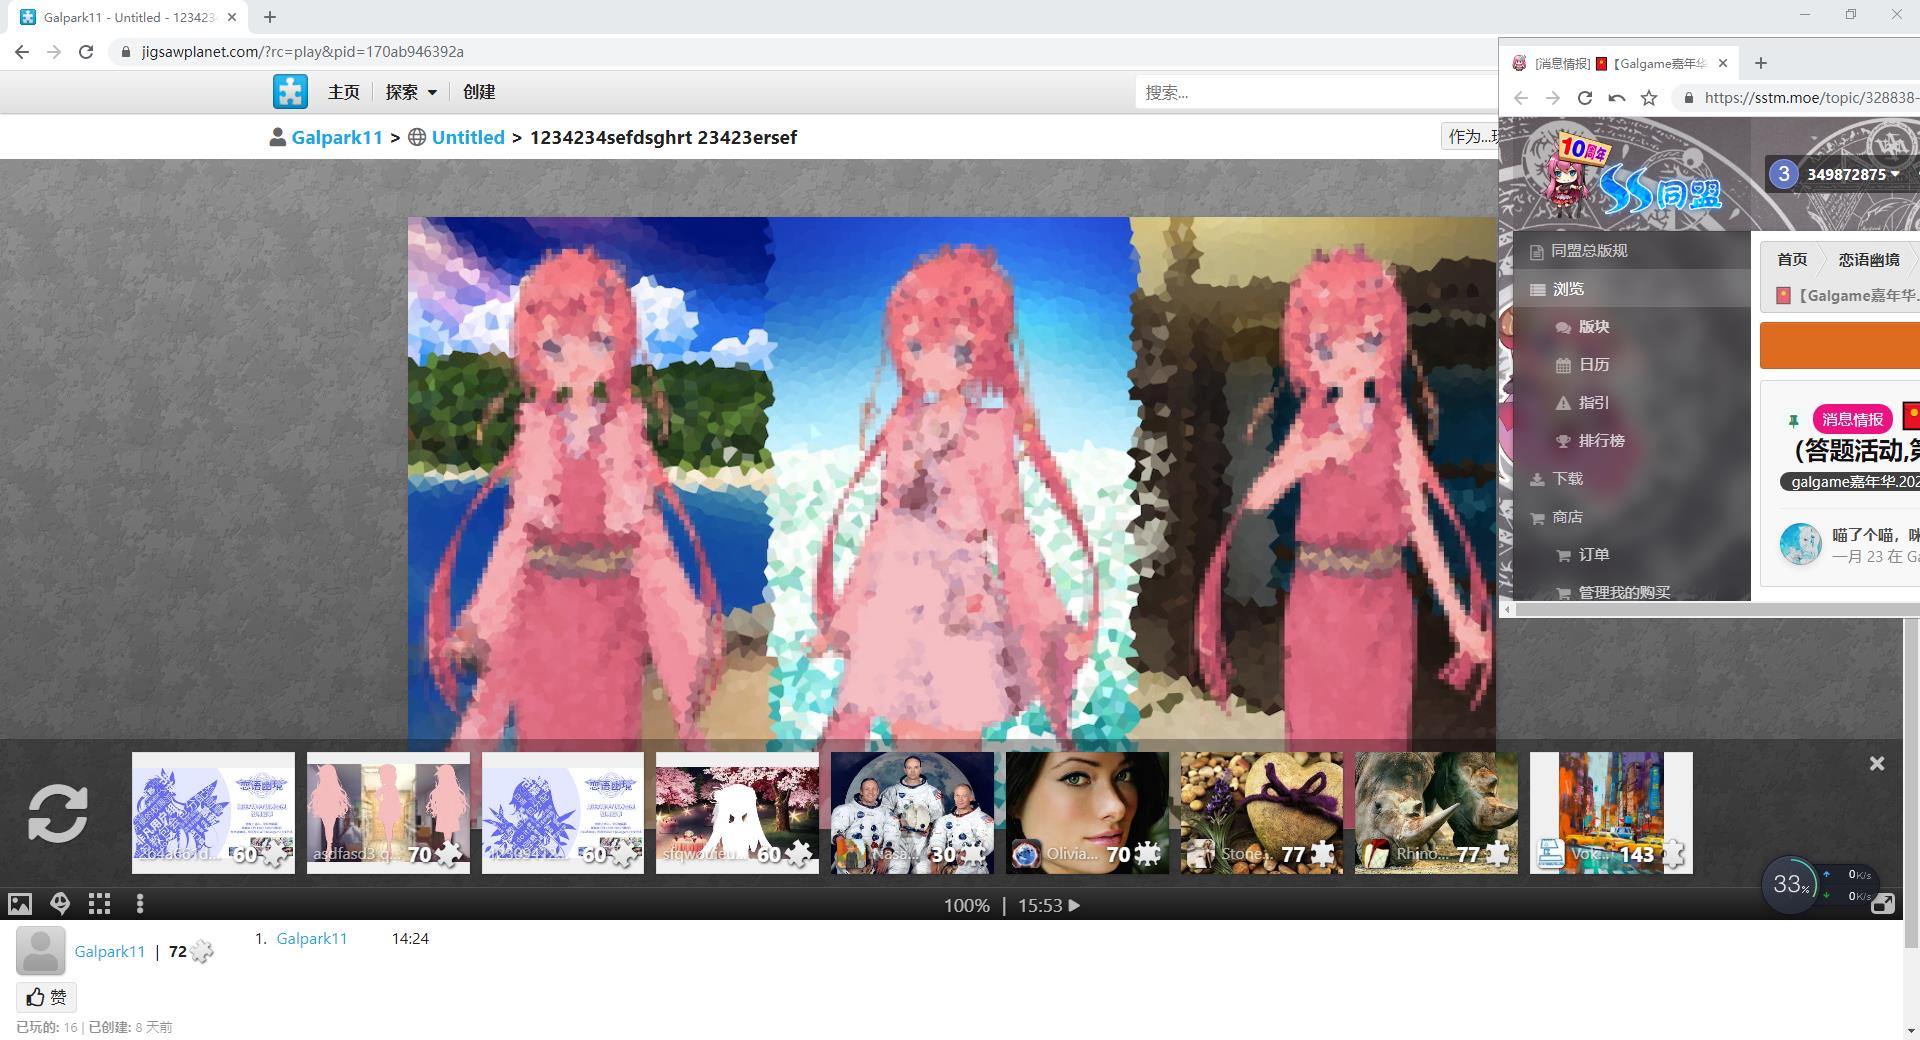 Galpark11 - Untitled - 123423
jigsawplanet.com/?rc=play&pid=170ab946392a
主页 探索 创建
搜索...
Galpark11 > Untitled > 1234234sefdsghrt 23423ersef
作为...
[消息情报] 【Galgame嘉年华
https://sstm.moe/topic/328838-
10周年
SS同盟
3 349872875
同盟总版规
浏览
版块
日历
指引
排行榜
下载
商店
订单
管理我的购买
首页 恋语幽境
【Galgame嘉年华.
消息情报
（答题活动,第
galgame嘉年华.202
喵了个喵，咪
一月 23 在 Ga
恋语幽境
60
asdfasd3 g... 70
恋语幽境
60
60
Nasa... 30
Olivia... 70
Stone... 77
Rhino... 77
Vok... 143
33%
0K/s
0K/s
100% | 15:53
Galpark11 | 72
1. Galpark11 14:24
赞
已玩的: 16 | 已创建: 8 天前